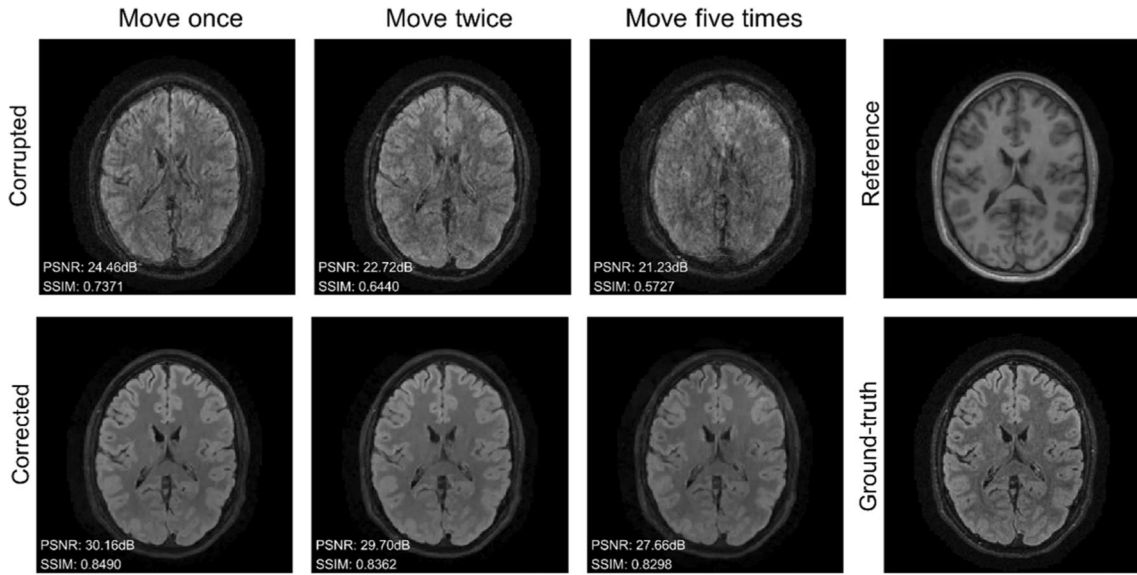 Move once
Move twice
Move five times
Corrupted
PSNR: 24.46dB
SSIM: 0.7371
PSNR: 22.72dB
SSIM: 0.6440
PSNR: 21.23dB
SSIM: 0.5727
Reference
Corrected
PSNR: 30.16dB
SSIM: 0.8490
PSNR: 29.70dB
SSIM: 0.8362
PSNR: 27.66dB
SSIM: 0.8298
Ground-truth